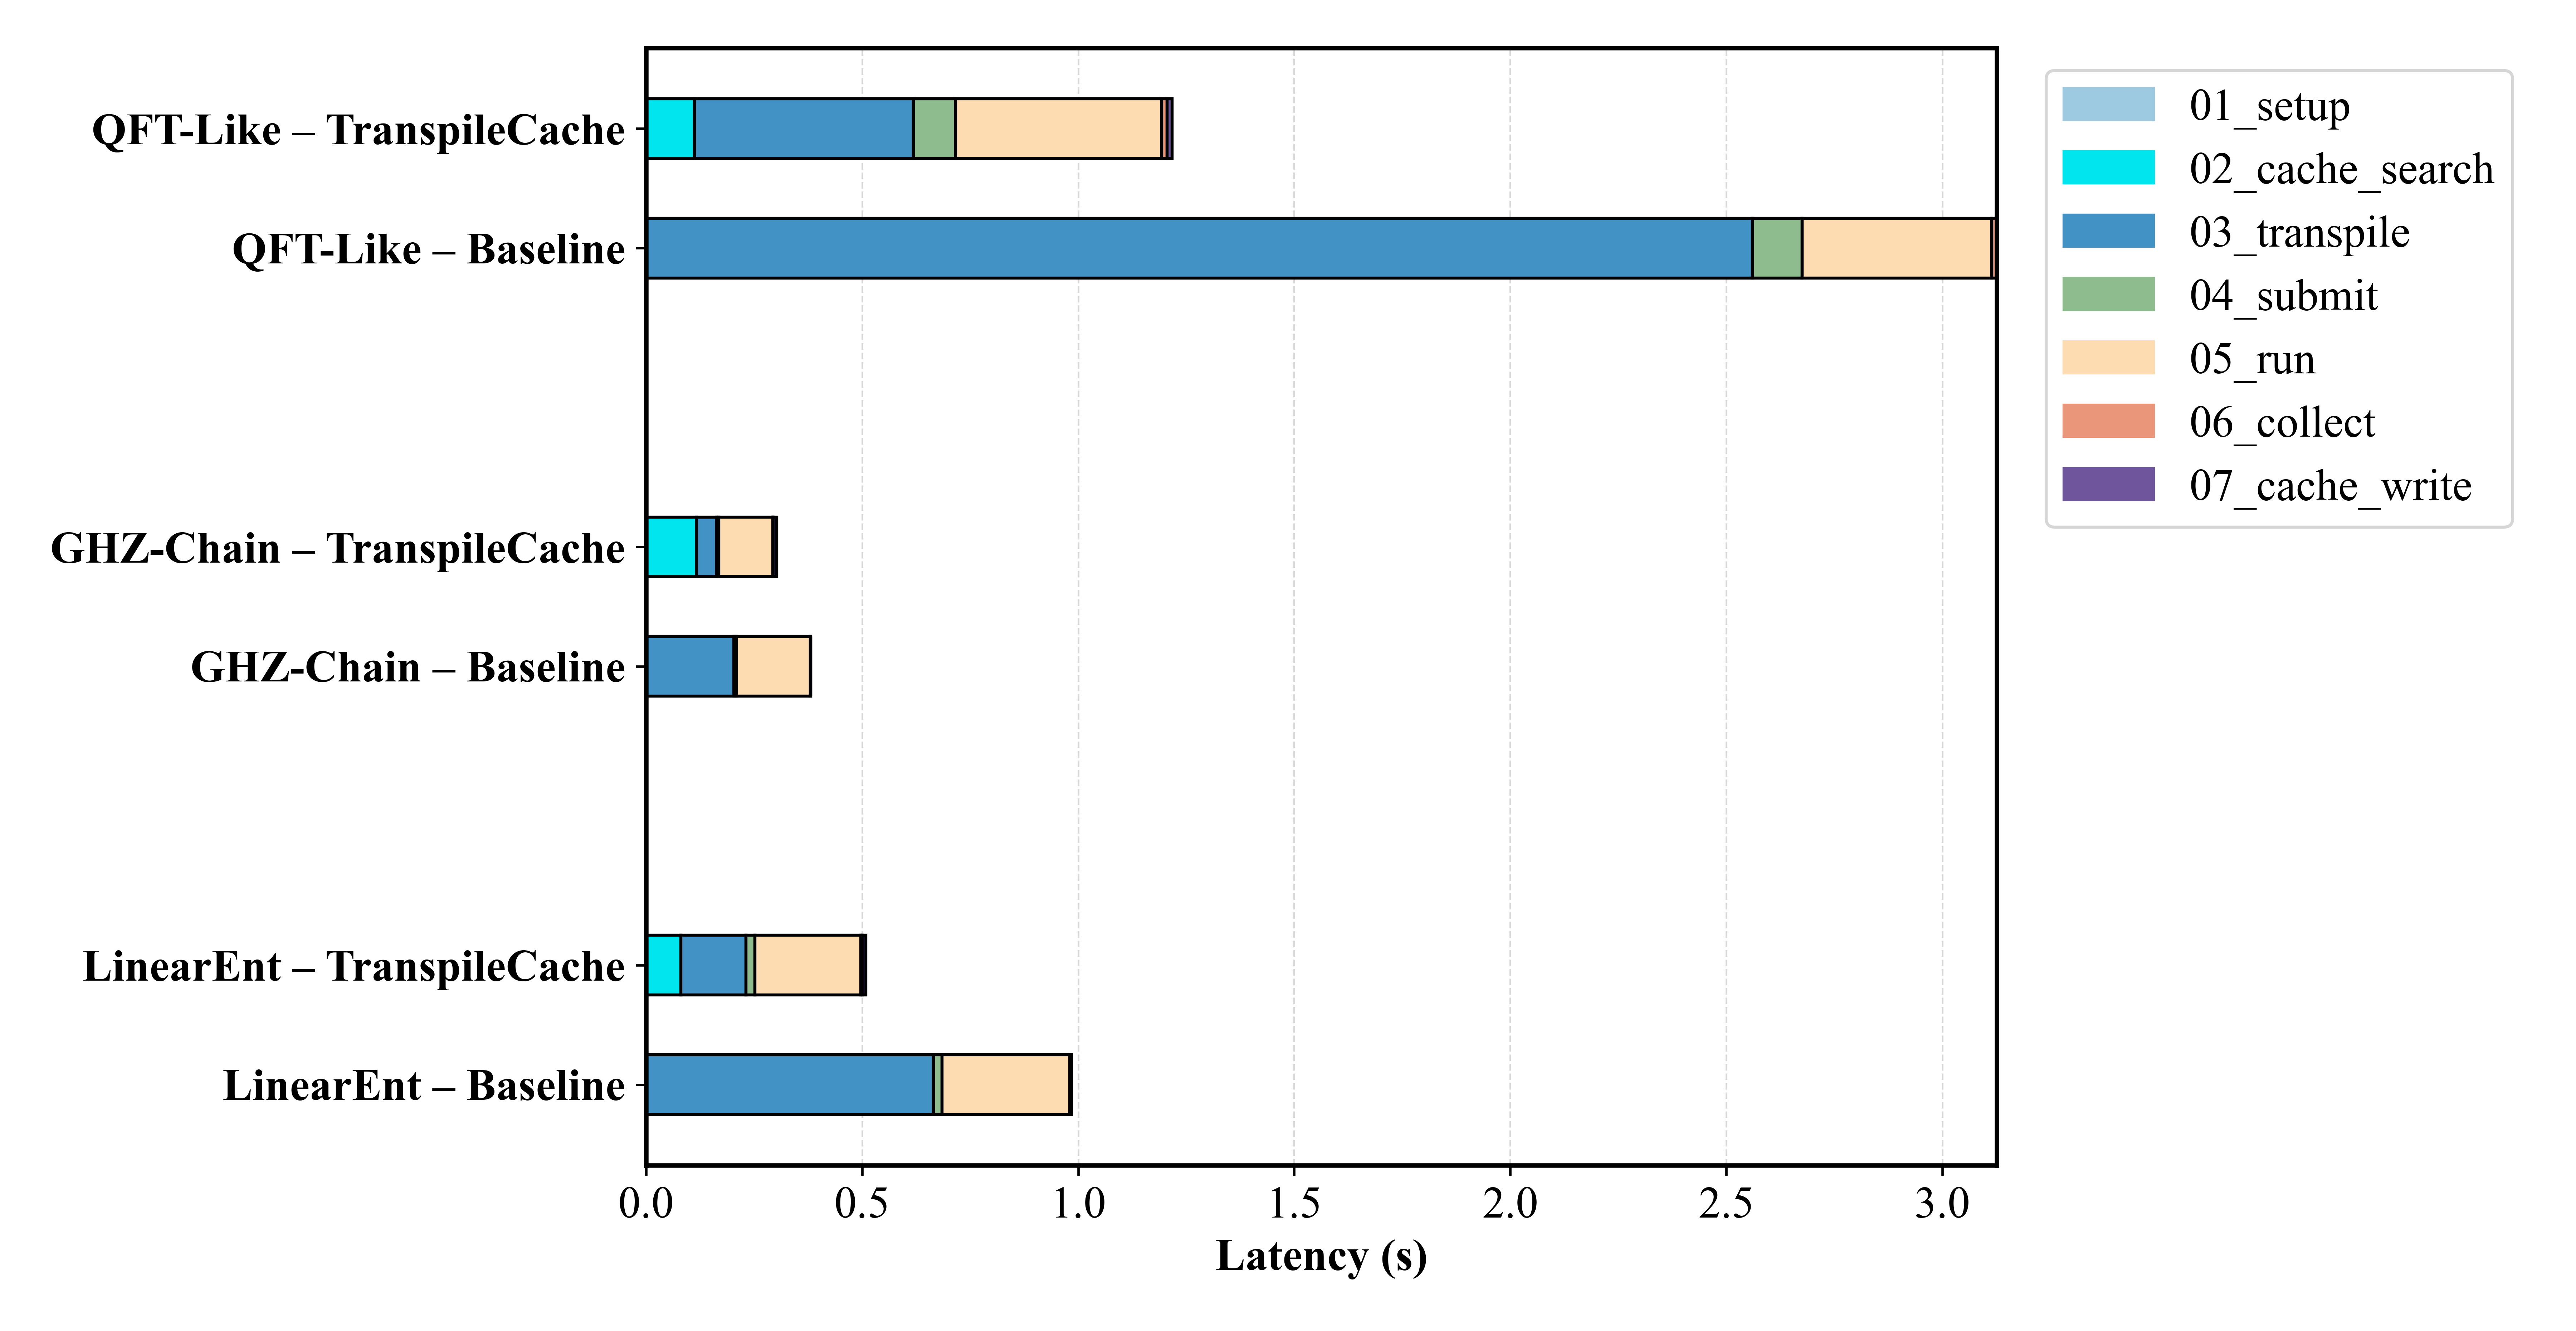 QFT-Like – TranspileCache
QFT-Like – Baseline
GHZ-Chain – TranspileCache
GHZ-Chain – Baseline
LinearEnt – TranspileCache
LinearEnt – Baseline
0.0 0.5 1.0 1.5 2.0 2.5 3.0
Latency (s)
01_setup
02_cache_search
03_transpile
04_submit
05_run
06_collect
07_cache_write